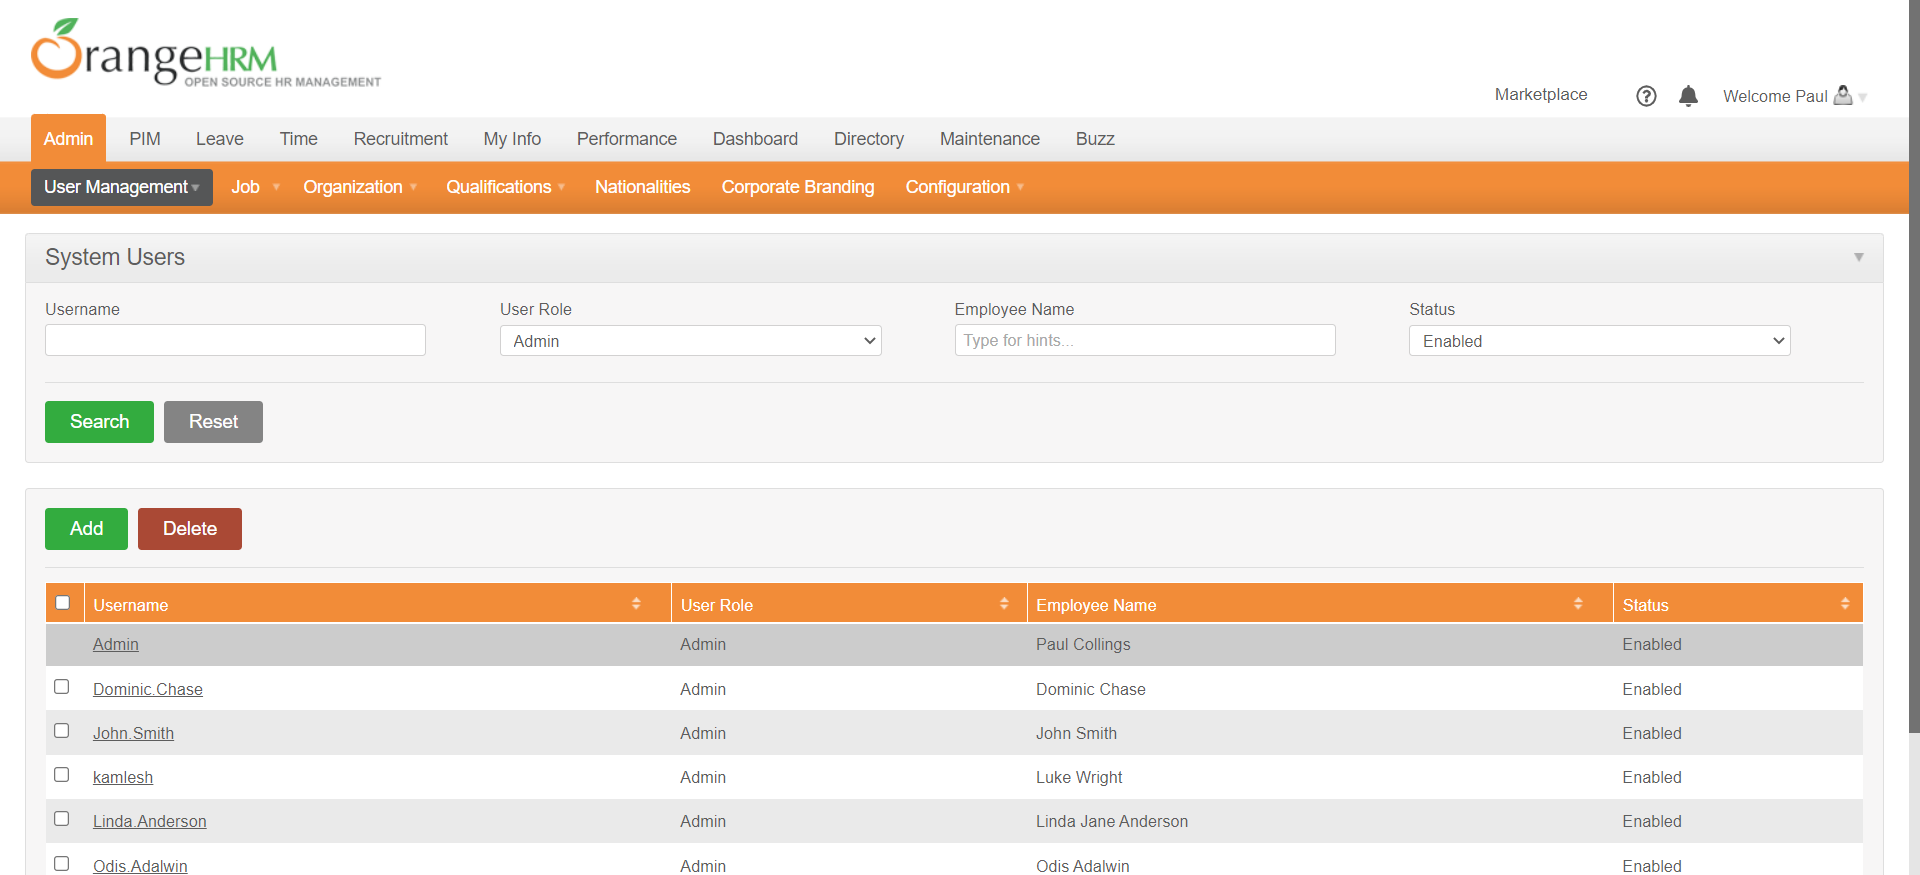 OrangeHRM
OPEN SOURCE HR MANAGEMENT
Marketplace Welcome Paul
Admin PIM Leave Time Recruitment My Info Performance Dashboard Directory Maintenance Buzz
User Management Job Organization Qualifications Nationalities Corporate Branding Configuration
System Users
Username User Role Employee Name Status
Admin Type for hints... Enabled
Search Reset
Add Delete
Username User Role Employee Name Status
Admin Admin Paul Collings Enabled
Dominic.Chase Admin Dominic Chase Enabled
John.Smith Admin John Smith Enabled
kamlesh Admin Luke Wright Enabled
Linda.Anderson Admin Linda Jane Anderson Enabled
Odis.Adalwin Admin Odis Adalwin Enabled